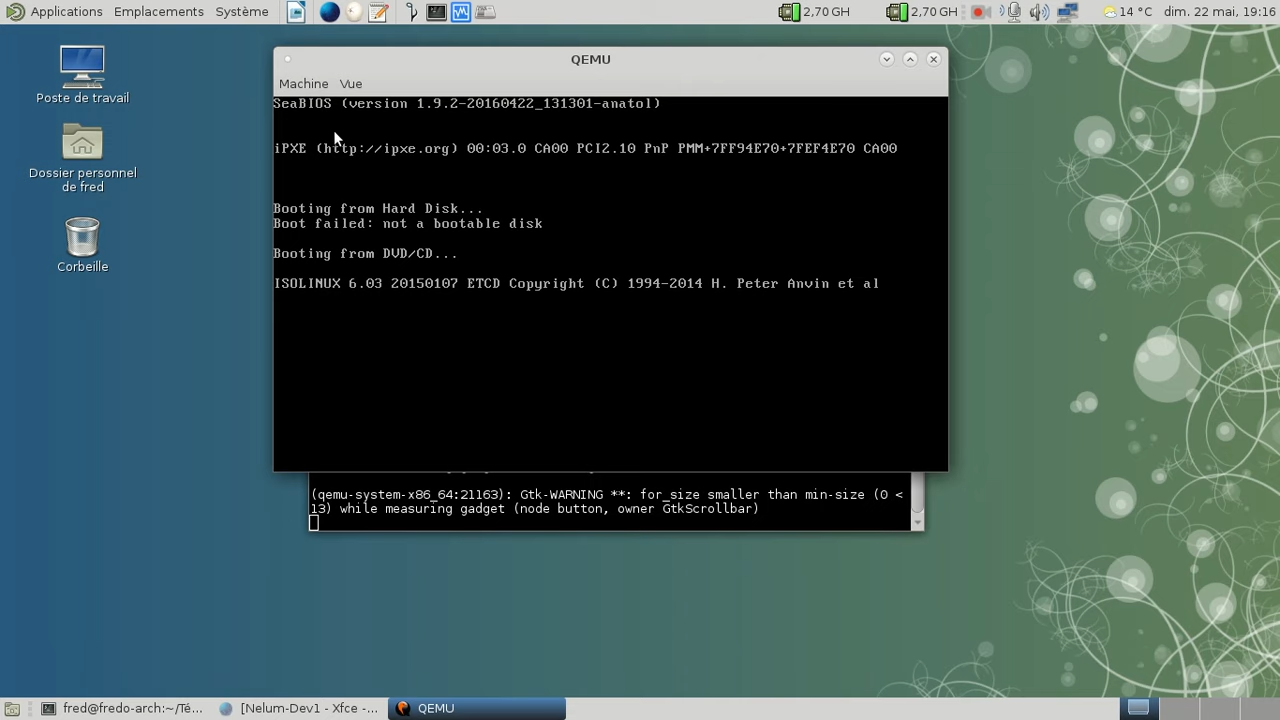 Applications Emplacements Système 2,70 GH 2,70 GH 14 °C dim. 22 mai, 19:16
Poste de travail
Dossier personnel
de fred
Corbeille
QEMU
Machine Vue
SeaBIOS (version 1.9.2-20160422_131301-anatol)
iPXE (http://ipxe.org) 00:03.0 CA00 PCI2.10 PnP PMM+7FF94E70+7FEF4E70 CA00
Booting from Hard Disk...
Boot failed: not a bootable disk
Booting from DVD/CD...
ISOLINUX 6.03 20150107 ETCD Copyright (C) 1994-2014 H. Peter Anvin et al
(qemu-system-x86_64:21163): Gtk-WARNING **: for_size smaller than min-size (0 <
13) while measuring gadget (node button, owner GtkScrollbar)
fred@fredo-arch:~/Té... [Nelum-Dev1 - Xfce -... QEMU